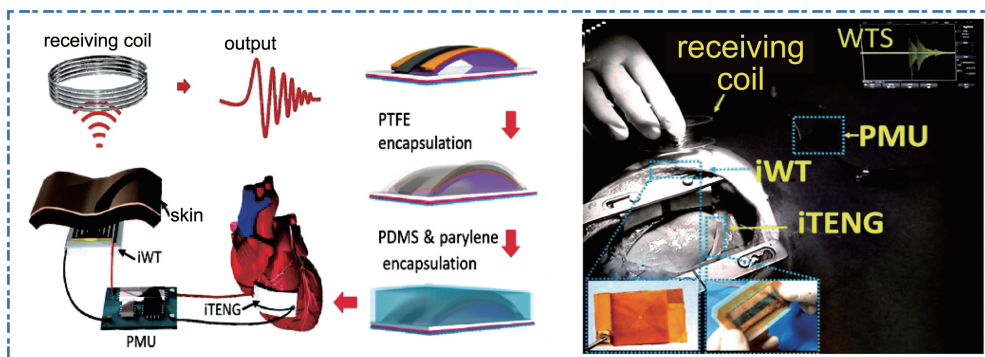 receiving coil
output
PTFE
encapsulation
skin
iWT
PDMS & parylene
encapsulation
iTENG
PMU
receiving
coil
WTS
PMU
iWT
iTENG